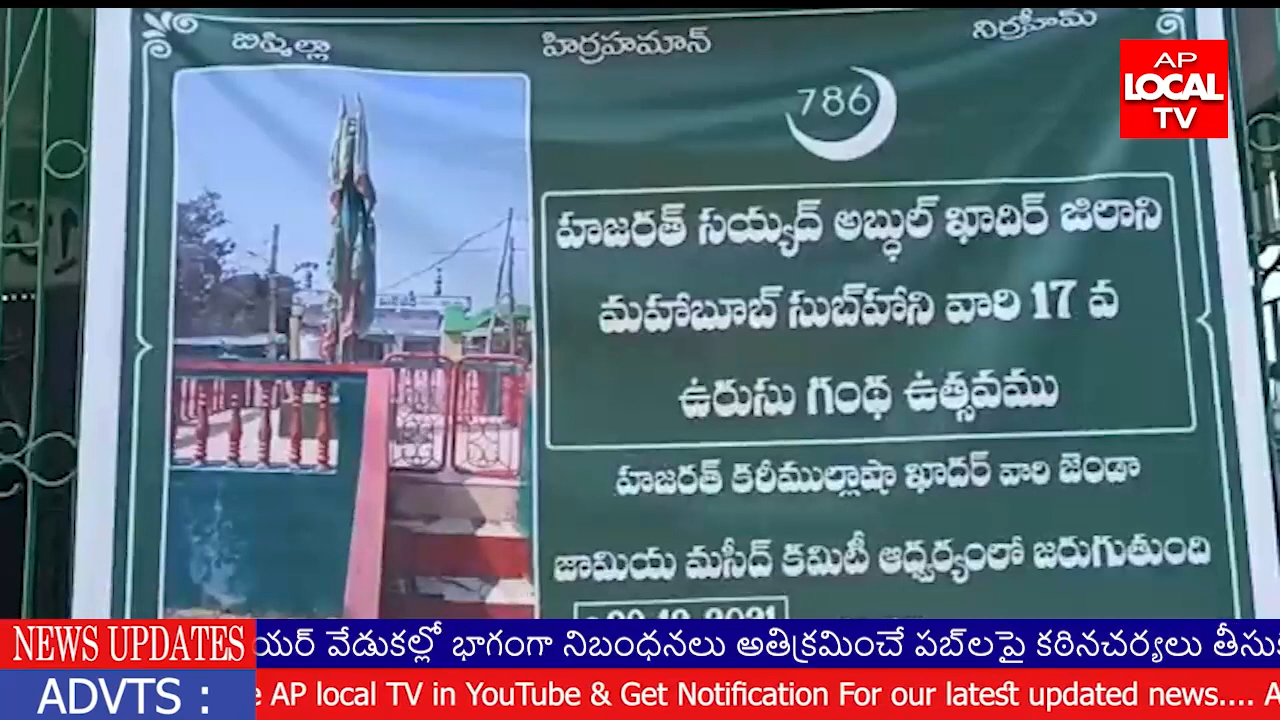 బిస్మిల్లా హిర్రహమాన్ నిర్రహీమ్
786
AP
LOCAL
TV
హజరత్ సయ్యద్ అబ్దుల్ ఖాదిర్ జిలాని
మహాబూబ్ సుబ్‌హాని వారి 17 వ
ఉరుసు గంధ ఉత్సవము
హజరత్ కరీముల్లాషా ఖాదర్ వారి జెండా
జామియ మసీద్ కమిటీ ఆధ్వర్యంలో జరుగుతుంది
NEWS UPDATES
యర్ వేడుకల్లో భాగంగా నిబంధనలు అతిక్రమించే పబ్‌లపై కఠినచర్యలు తీసు
ADVTS :
e AP local TV in YouTube & Get Notification For our latest updated news.... A